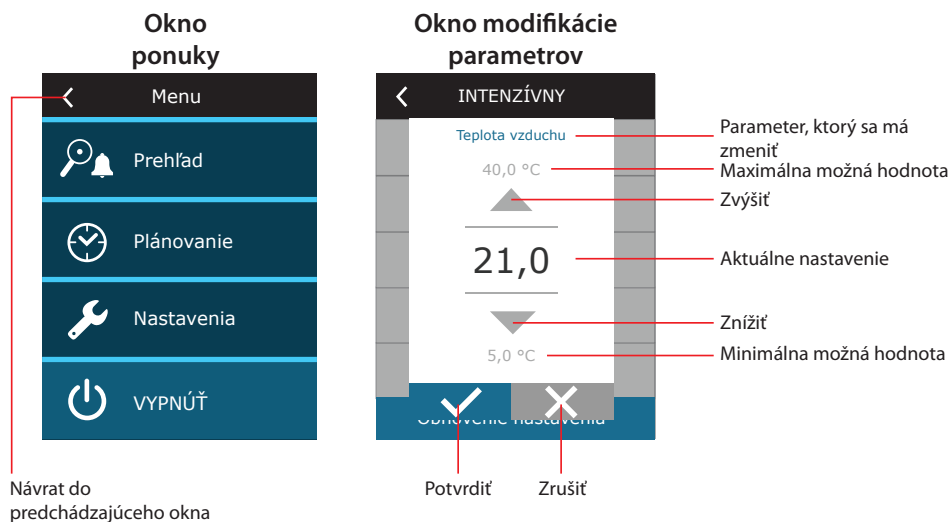 Okno
ponuky
Menu
Prehľad
Plánovanie
Nastavenia
VYPNÚŤ
Návrat do
predchádzajúceho okna
Okno modifikácie
parametrov
INTENZÍVNY
Teplota vzduchu
40,0 °C
21,0
5,0 °C
Obnovenie nastavenia
Parameter, ktorý sa má
zmeniť
Maximálna možná hodnota
Zvýšiť
Aktuálne nastavenie
Znížiť
Minimálna možná hodnota
Potvrdiť
Zrušiť